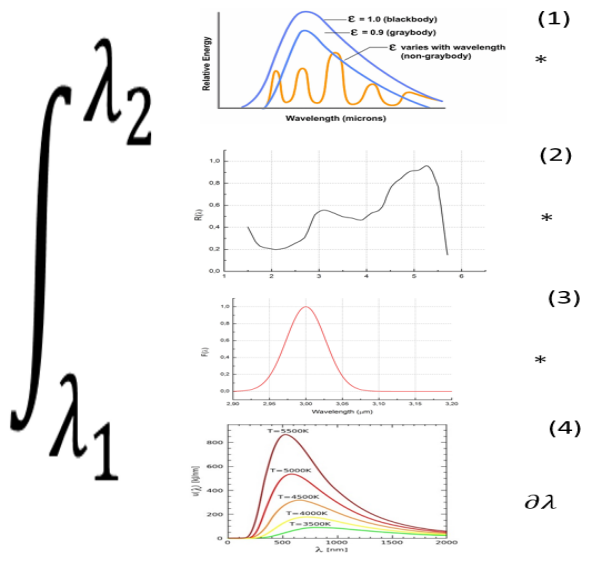 ∫
λ2
λ1
(1)
ε = 1.0 (blackbody)
ε = 0.9 (graybody)
ε varies with wavelength
(non-graybody)
Relative Energy
Wavelength (microns)
*
(2)
R(λ)
1,0
0,8
0,6
0,4
0,2
0,0
1 2 3 4 5 6
*
(3)
F(λ)
1,0
0,8
0,6
0,4
0,2
0,0
2,90 2,95 3,00 3,05 3,10 3,15 3,20
Wavelength (μm)
*
(4)
T=5500K
T=5000K
T=4500K
T=4000K
T=3500K
u(λ) [kJ/nm]
800
600
400
200
0
0 500 1000 1500 2000
λ [nm]
∂λ